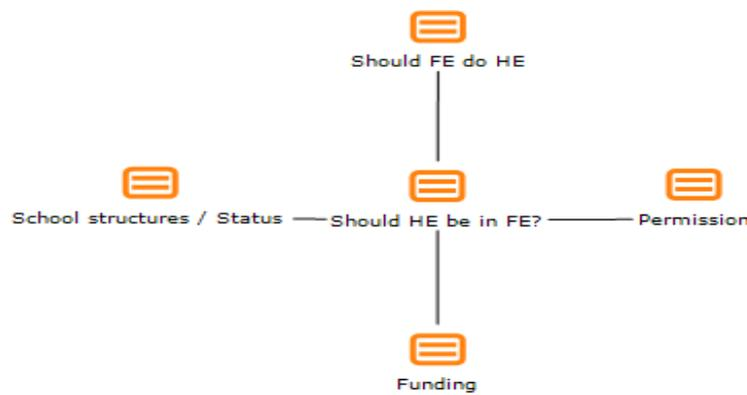 Should FE do HE
School structures / Status
Should HE be in FE?
Permission
Funding